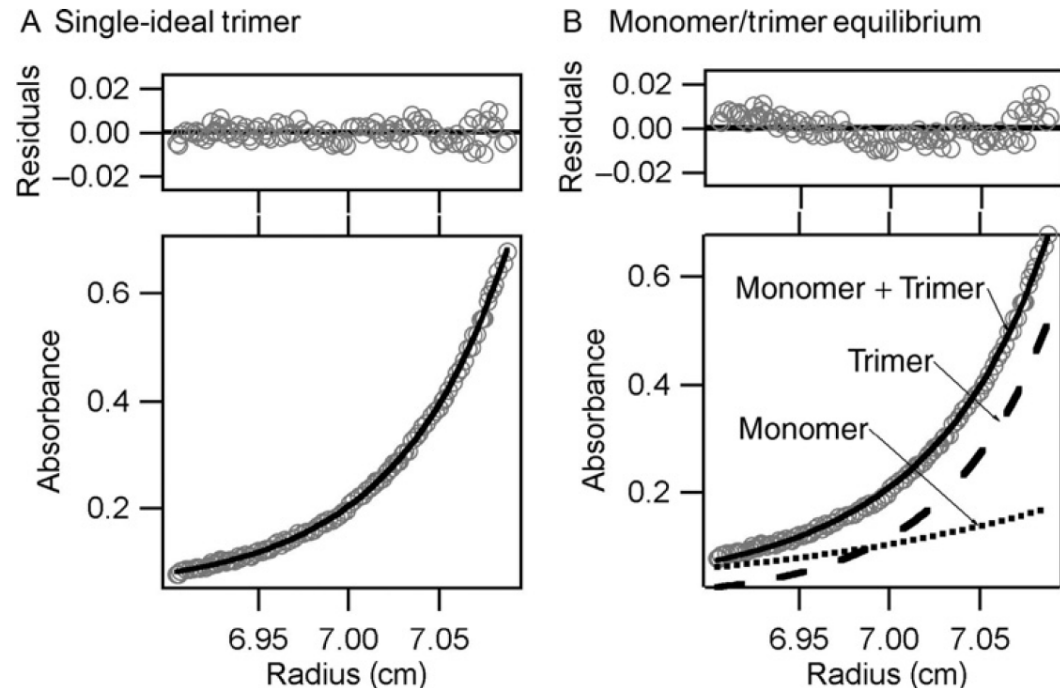 A Single-ideal trimer
Residuals
0.02
0.00
–0.02
Absorbance
0.6
0.4
0.2
6.95 7.00 7.05
Radius (cm)
B Monomer/trimer equilibrium
Residuals
0.02
0.00
–0.02
Absorbance
0.6
0.4
0.2
Monomer + Trimer
Trimer
Monomer
6.95 7.00 7.05
Radius (cm)